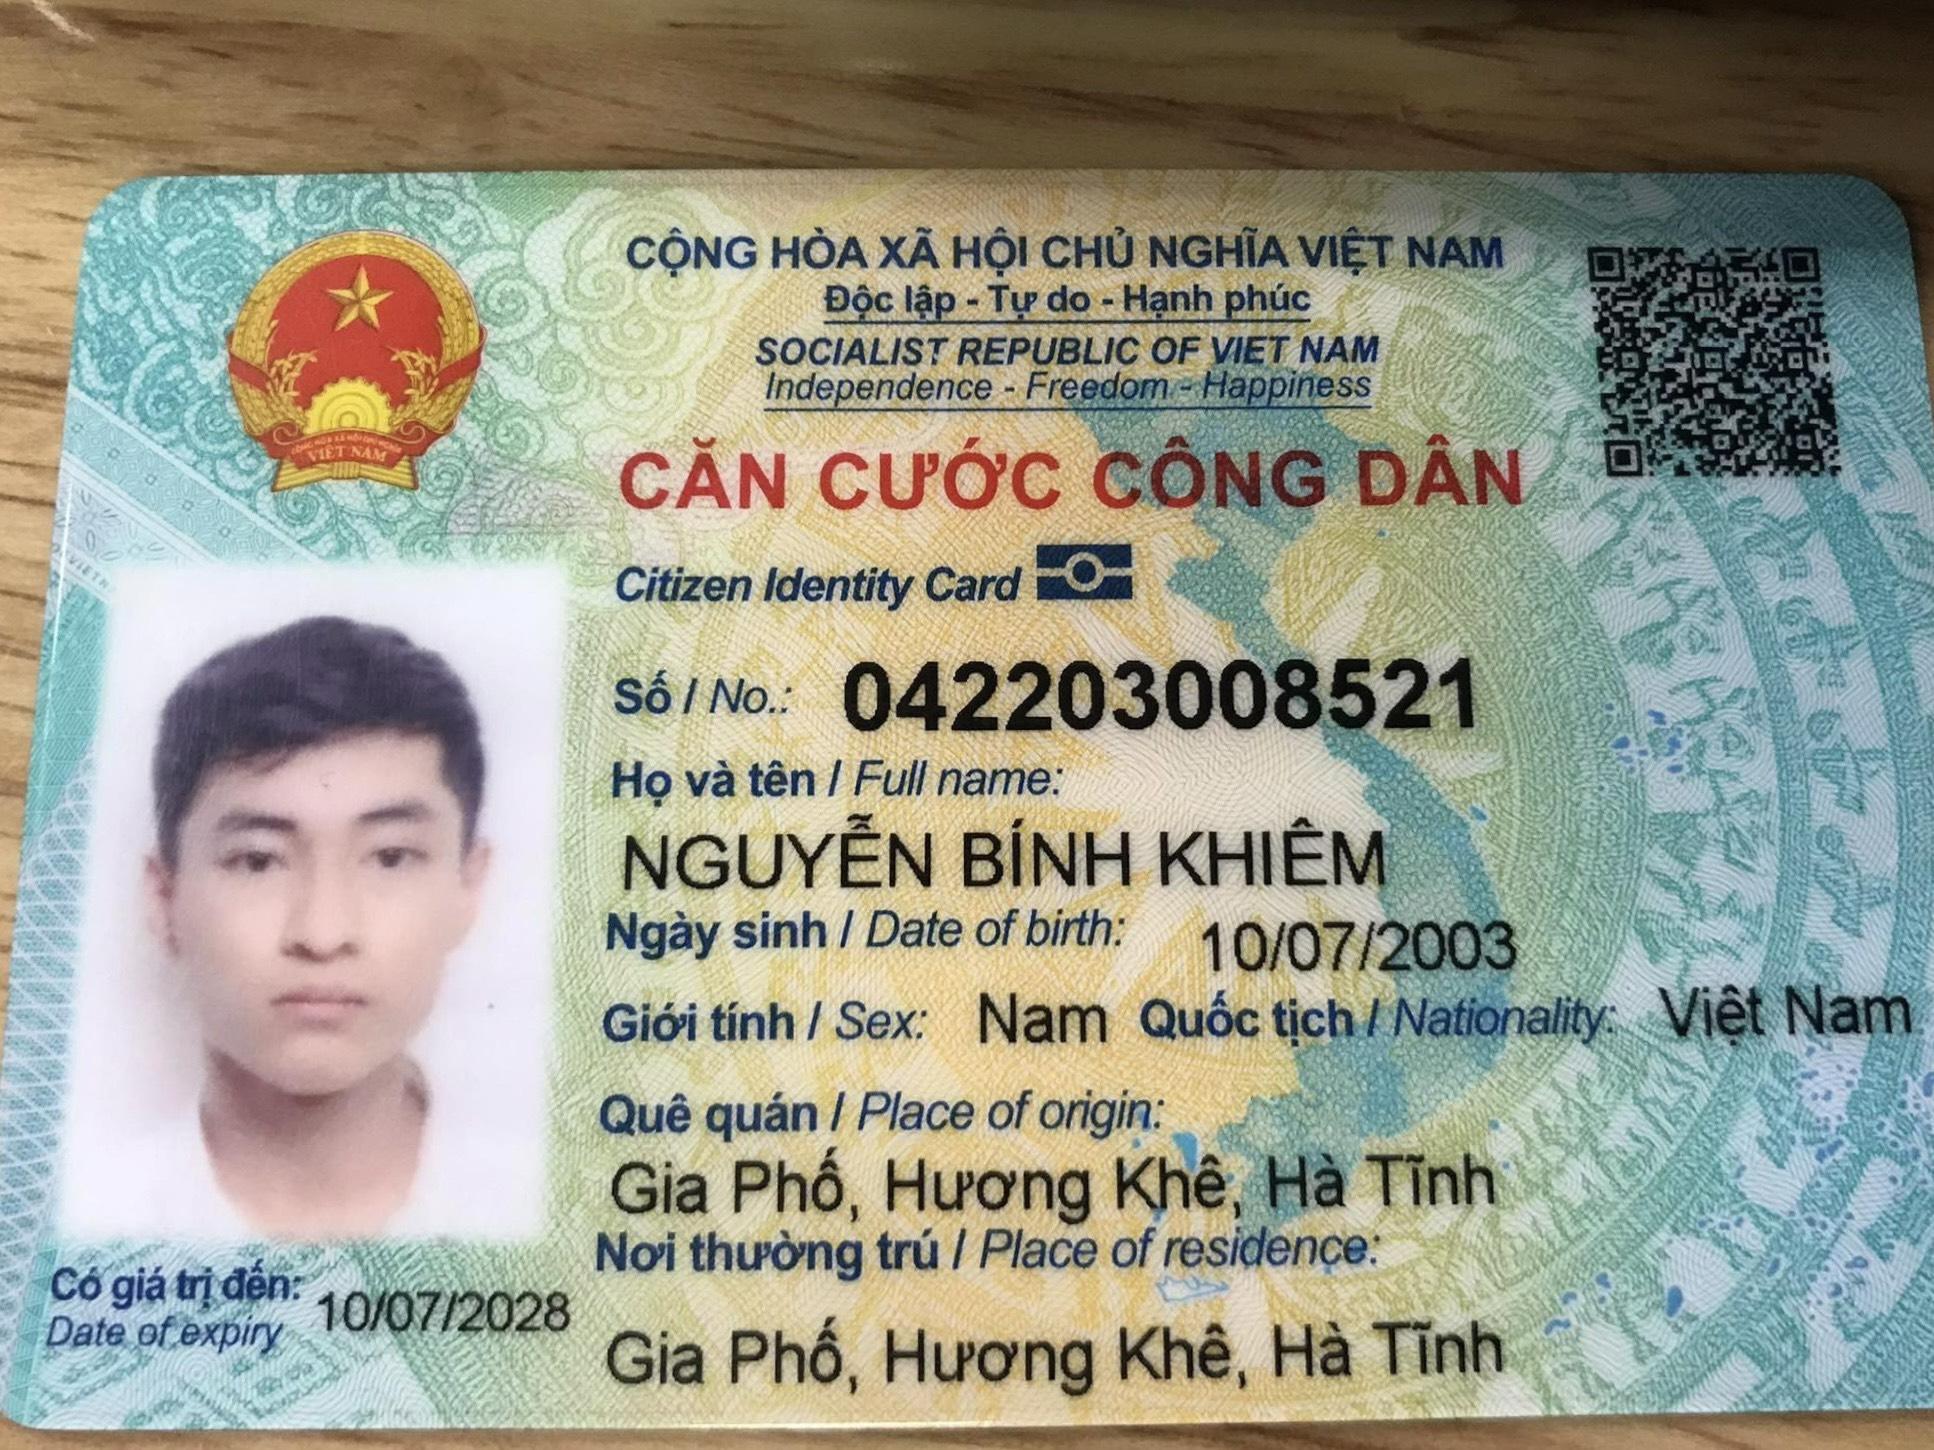 CỘNG HÒA XÃ HỘI CHỦ NGHĨA VIỆT NAM
Độc lập - Tự do - Hạnh phúc
SOCIALIST REPUBLIC OF VIET NAM
Independence - Freedom - Happiness
VIỆT NAM
CĂN CƯỚC CÔNG DÂN
Citizen Identity Card
Số / No.: 042203008521
Họ và tên / Full name:
NGUYỄN BÍNH KHIÊM
Ngày sinh / Date of birth: 10/07/2003
Giới tính / Sex: Nam Quốc tịch / Nationality: Việt Nam
Quê quán / Place of origin:
Gia Phố, Hương Khê, Hà Tĩnh
Nơi thường trú / Place of residence:
Gia Phố, Hương Khê, Hà Tĩnh
Có giá trị đến: 10/07/2028
Date of expiry